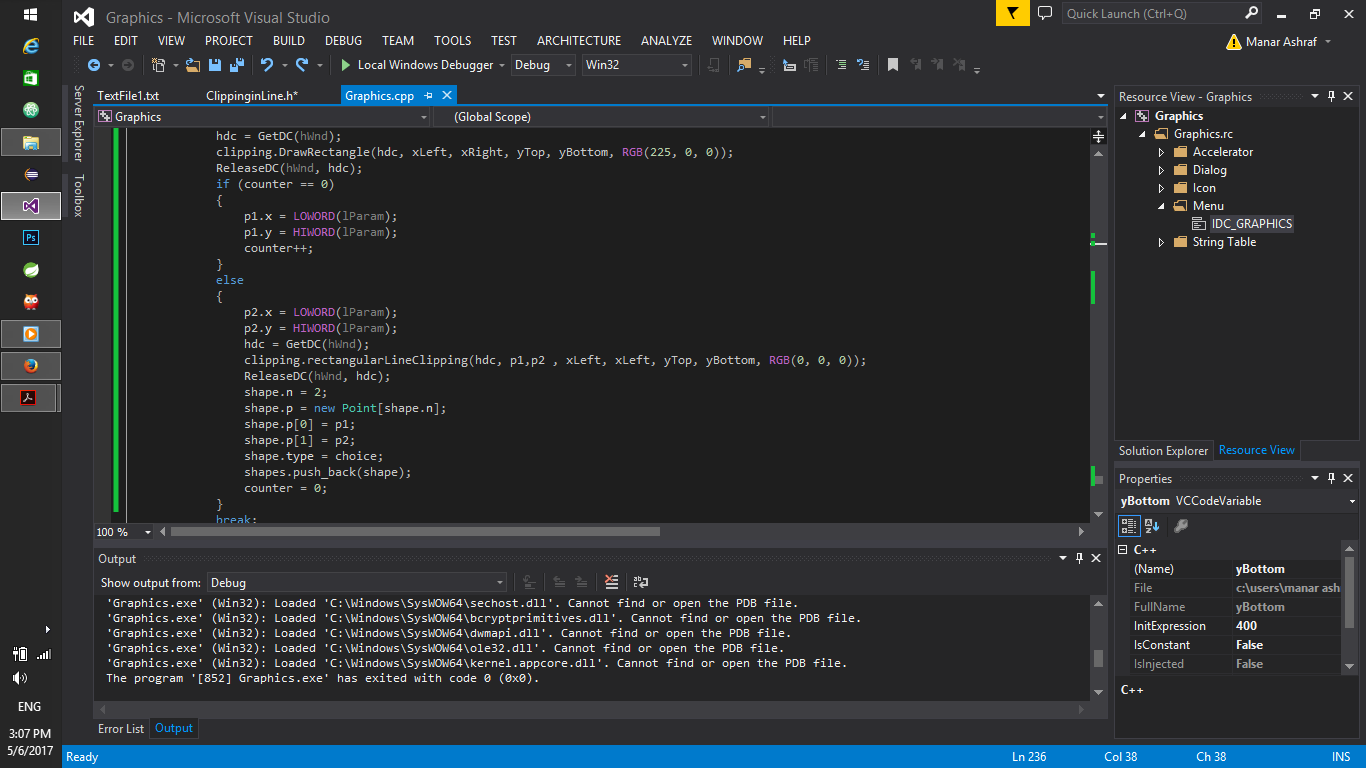 Graphics - Microsoft Visual Studio
Quick Launch (Ctrl+Q)
FILE EDIT VIEW PROJECT BUILD DEBUG TEAM TOOLS TEST ARCHITECTURE ANALYZE WINDOW HELP
Manar Ashraf
Local Windows Debugger Debug Win32
Server Explorer
Toolbox
TextFile1.txt ClippinginLine.h* Graphics.cpp
Graphics (Global Scope)
hdc = GetDC(hWnd);
clipping.DrawRectangle(hdc, xLeft, xRight, yTop, yBottom, RGB(225, 0, 0));
ReleaseDC(hWnd, hdc);
if (counter == 0)
{
p1.x = LOWORD(lParam);
p1.y = HIWORD(lParam);
counter++;
}
else
{
p2.x = LOWORD(lParam);
p2.y = HIWORD(lParam);
hdc = GetDC(hWnd);
clipping.rectangularLineClipping(hdc, p1,p2 , xLeft, xLeft, yTop, yBottom, RGB(0, 0, 0));
ReleaseDC(hWnd, hdc);
shape.n = 2;
shape.p = new Point[shape.n];
shape.p[0] = p1;
shape.p[1] = p2;
shape.type = choice;
shapes.push_back(shape);
counter = 0;
}
break;
100 %
Output
Show output from: Debug
'Graphics.exe' (Win32): Loaded 'C:\Windows\SysWOW64\sechost.dll'. Cannot find or open the PDB file.
'Graphics.exe' (Win32): Loaded 'C:\Windows\SysWOW64\bcryptprimitives.dll'. Cannot find or open the PDB file.
'Graphics.exe' (Win32): Loaded 'C:\Windows\SysWOW64\dwmapi.dll'. Cannot find or open the PDB file.
'Graphics.exe' (Win32): Loaded 'C:\Windows\SysWOW64\ole32.dll'. Cannot find or open the PDB file.
'Graphics.exe' (Win32): Loaded 'C:\Windows\SysWOW64\kernel.appcore.dll'. Cannot find or open the PDB file.
The program '[852] Graphics.exe' has exited with code 0 (0x0).
Error List Output
Resource View - Graphics
Graphics
Graphics.rc
Accelerator
Dialog
Icon
Menu
IDC_GRAPHICS
String Table
Solution Explorer Resource View
Properties
yBottom VCCodeVariable
C++
(Name) yBottom
File c:\users\manar ash
FullName yBottom
InitExpression 400
IsConstant False
IsInjected False
C++
Ps
ENG
3:07 PM
5/6/2017
Ready Ln 236 Col 38 Ch 38 INS